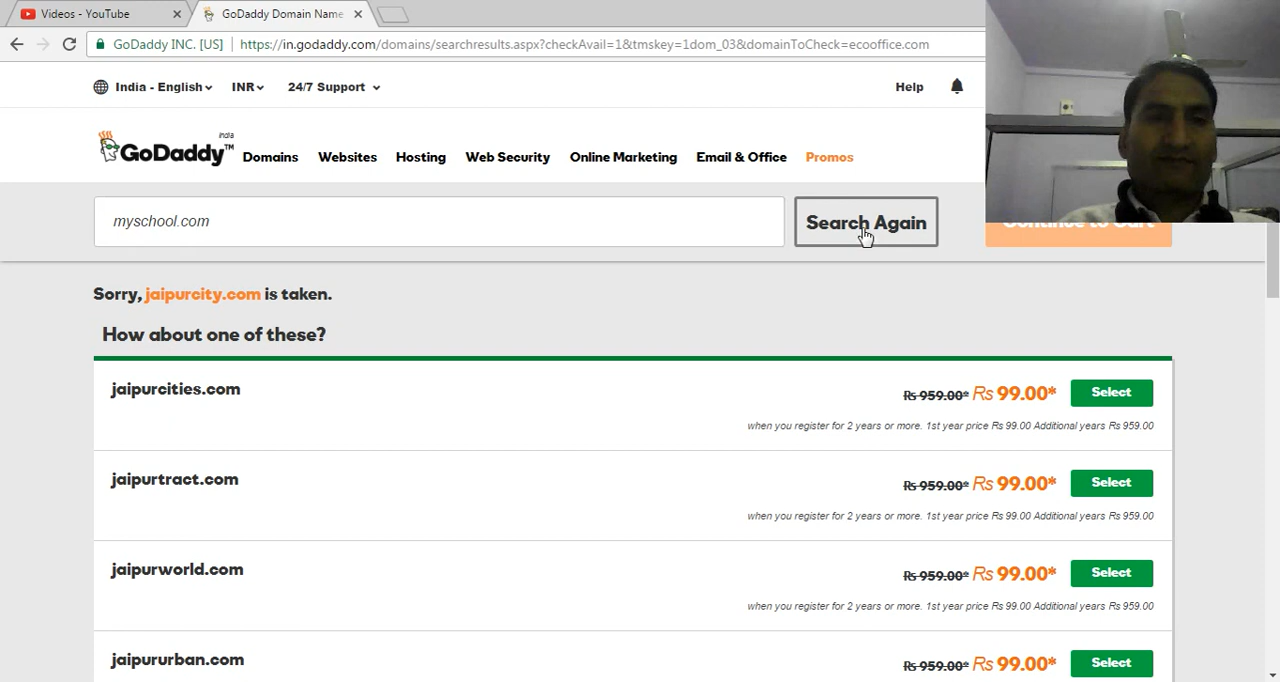 Videos - YouTube
GoDaddy Domain Name
GoDaddy INC. [US]
https://in.godaddy.com/domains/searchresults.aspx?checkAvail=1&tmskey=1dom_03&domainToCheck=ecooffice.com
India - English
INR
24/7 Support
Help
GoDaddy™
India
Domains
Websites
Hosting
Web Security
Online Marketing
Email & Office
Promos
myschool.com
Search Again
Continue to Cart
Sorry, jaipurcity.com is taken.
How about one of these?
jaipurcities.com
Rs 959.00* Rs 99.00*
Select
when you register for 2 years or more. 1st year price Rs 99.00 Additional years Rs 959.00
jaipurtract.com
Rs 959.00* Rs 99.00*
Select
when you register for 2 years or more. 1st year price Rs 99.00 Additional years Rs 959.00
jaipurworld.com
Rs 959.00* Rs 99.00*
Select
when you register for 2 years or more. 1st year price Rs 99.00 Additional years Rs 959.00
jaipururban.com
Rs 959.00* Rs 99.00*
Select